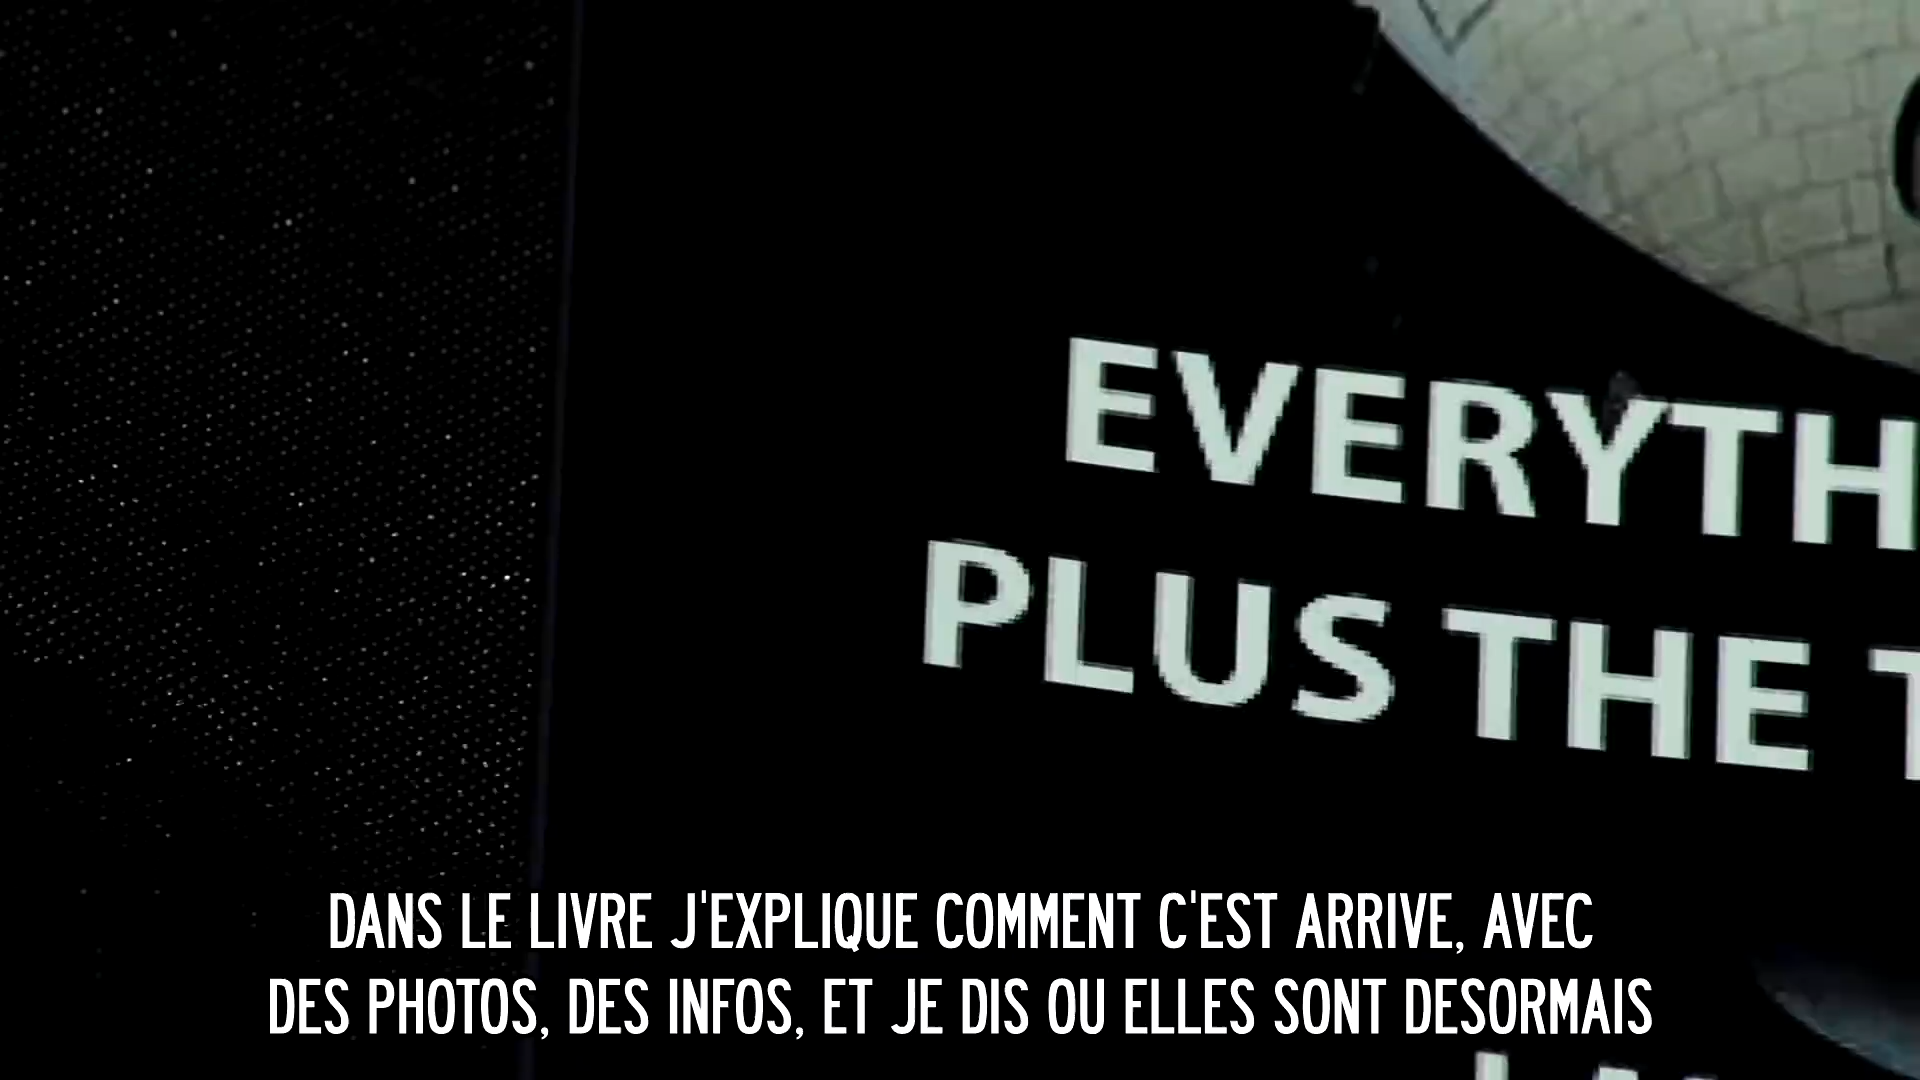 EVERYTH
PLUS THE T
DANS LE LIVRE J'EXPLIQUE COMMENT C'EST ARRIVE, AVEC
DES PHOTOS, DES INFOS, ET JE DIS OU ELLES SONT DESORMAIS